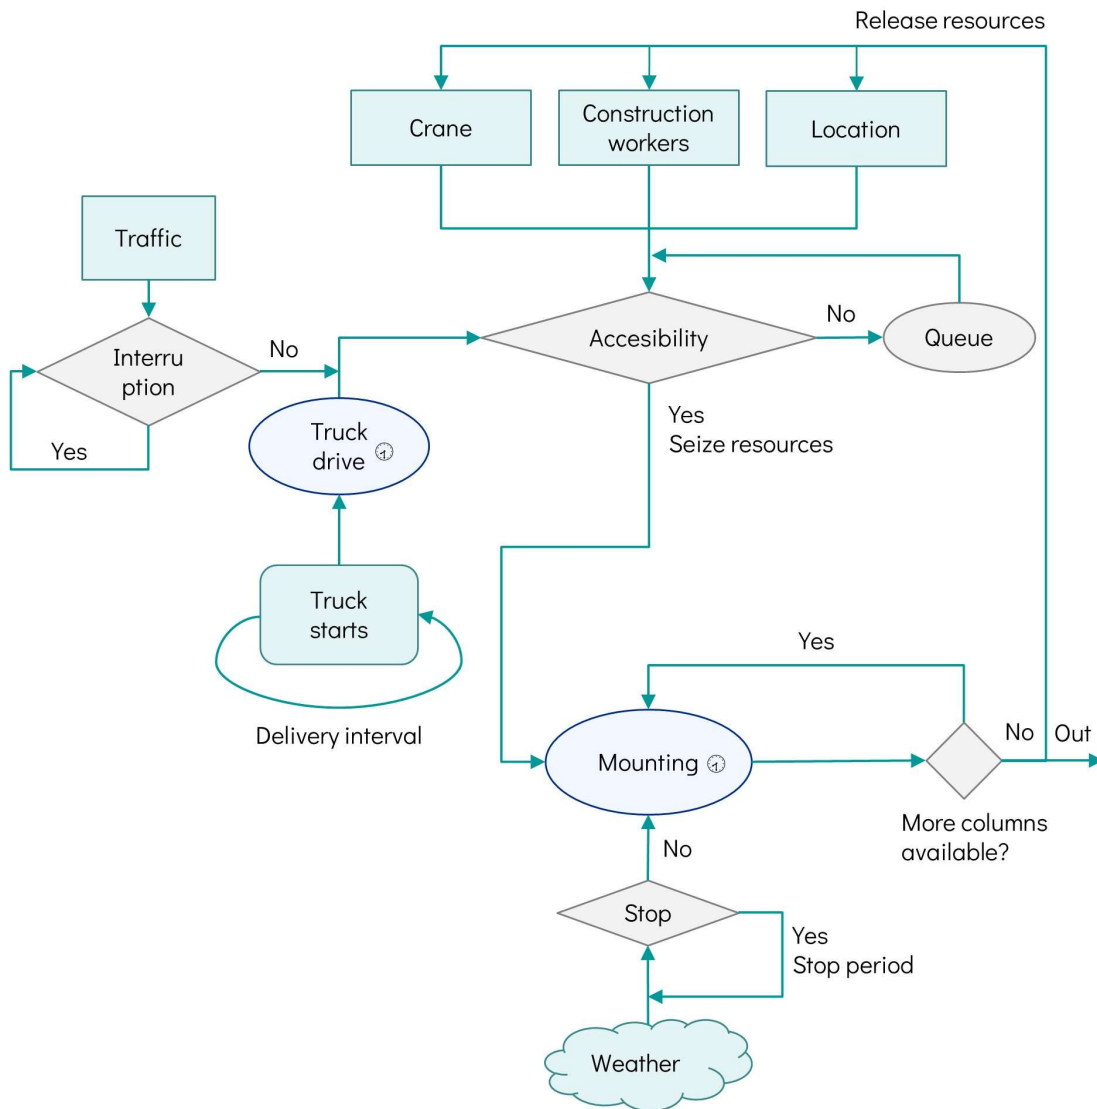 Release resources
Crane
Construction
workers
Location
Traffic
Interru
ption
No
Yes
Truck
drive
Accesibility
No
Queue
Yes
Seize resources
Truck
starts
Delivery interval
Yes
Mounting
No
Out
More columns
available?
No
Stop
Yes
Stop period
Weather